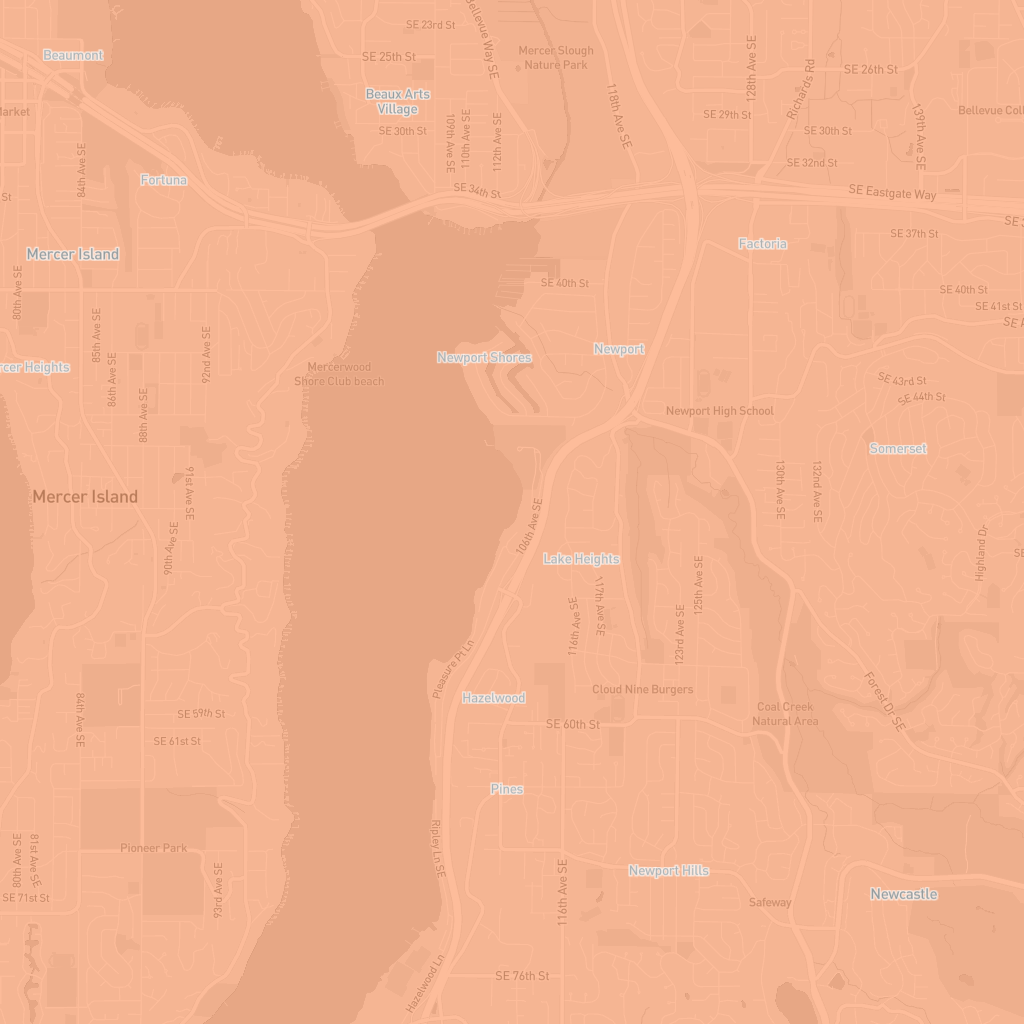 SE 23rd St
Bellevue Way SE
Beaumont
SE 25th St
Mercer Slough
Nature Park
128th Ave SE
SE 26th St
Richards Rd
Beaux Arts
Village
118th Ave SE
Market
SE 29th St
139th Ave SE
Bellevue Coll
SE 30th St
109th Ave SE
110th Ave SE
112th Ave SE
SE 30th St
84th Ave SE
SE 32nd St
Fortuna
SE 34th St
SE Eastgate Way
St
SE 37th St
Factoria
Mercer Island
80th Ave SE
SE 40th St
SE 40th St
SE 41st St
85th Ave SE
92nd Ave SE
Newport
Newport Shores
Mercerwood
Shore Club beach
rcer Heights
86th Ave SE
SE 43rd St
SE 44th St
88th Ave SE
Newport High School
Somerset
91st Ave SE
130th Ave SE
132nd Ave SE
Mercer Island
106th Ave SE
90th Ave SE
Highland Dr
SE
Lake Heights
125th Ave SE
117th Ave SE
116th Ave SE
123rd Ave SE
Pleasure Pt Ln
Cloud Nine Burgers
Hazelwood
Forest Dr SE
Coal Creek
Natural Area
84th Ave SE
SE 59th St
SE 60th St
SE 61st St
Pines
Pioneer Park
Ripley Ln SE
80th Ave SE
81st Ave SE
Newport Hills
93rd Ave SE
116th Ave SE
SE 71st St
Safeway
Newcastle
Hazelwood Ln
SE 76th St